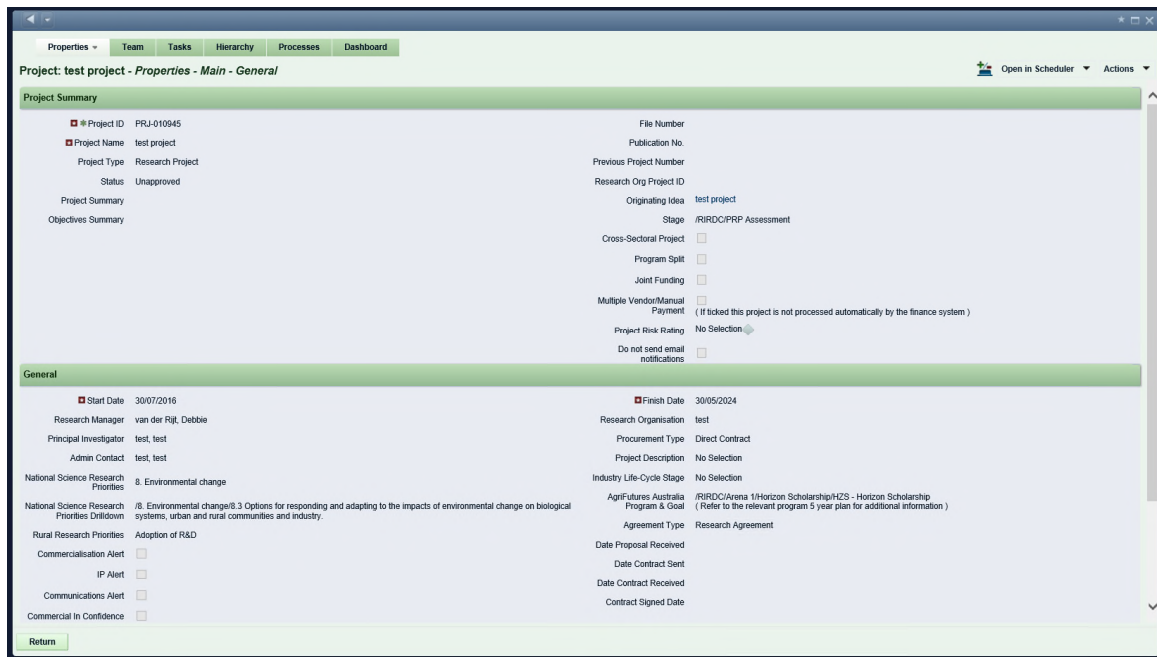 Properties Team Tasks Hierarchy Processes Dashboard
Project: test project - Properties - Main - General
Open in Scheduler Actions
Project Summary
Project ID PRJ-010945
Project Name test project
Project Type Research Project
Status Unapproved
Project Summary
Objectives Summary
File Number
Publication No.
Previous Project Number
Research Org Project ID
Originating Idea test project
Stage /RIRDC/PRP Assessment
Cross-Sectoral Project
Program Split
Joint Funding
Multiple Vendor/Manual
Payment ( If ticked this project is not processed automatically by the finance system )
Project Risk Rating No Selection
Do not send email
notifications
General
Start Date 30/07/2016
Research Manager van der Rijt, Debbie
Principal Investigator test, test
Admin Contact test, test
National Science Research
Priorities 8. Environmental change
National Science Research /8. Environmental change/8.3 Options for responding and adapting to the impacts of environmental change on biological
Priorities Drilldown systems, urban and rural communities and industry.
Rural Research Priorities Adoption of R&D
Commercialisation Alert
IP Alert
Communications Alert
Commercial In Confidence
Finish Date 30/05/2024
Research Organisation test
Procurement Type Direct Contract
Project Description No Selection
Industry Life-Cycle Stage No Selection
AgriFutures Australia /RIRDC/Arena 1/Horizon Scholarship/HZS - Horizon Scholarship
Program & Goal ( Refer to the relevant program 5 year plan for additional information )
Agreement Type Research Agreement
Date Proposal Received
Date Contract Sent
Date Contract Received
Contract Signed Date
Return